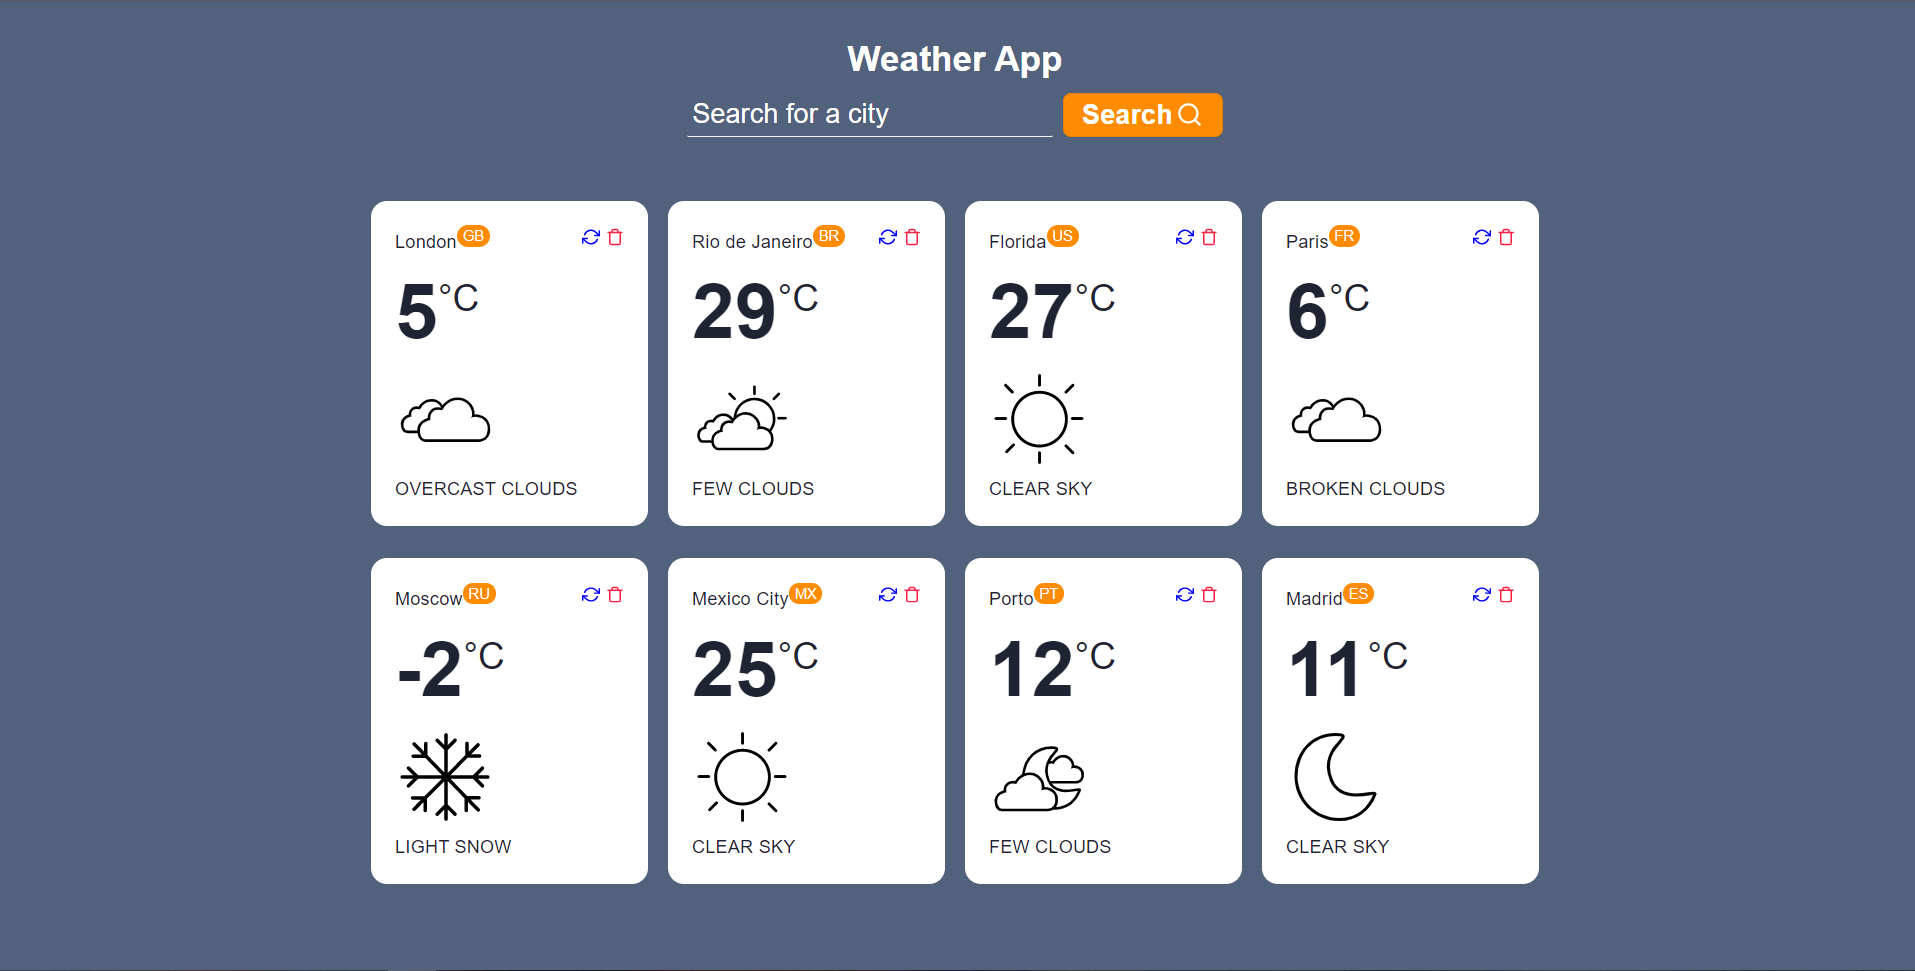 Weather App
Search for a city
Search
London GB
5°C
OVERCAST CLOUDS
Rio de Janeiro BR
29°C
FEW CLOUDS
Florida US
27°C
CLEAR SKY
Paris FR
6°C
BROKEN CLOUDS
Moscow RU
-2°C
LIGHT SNOW
Mexico City MX
25°C
CLEAR SKY
Porto PT
12°C
FEW CLOUDS
Madrid ES
11°C
CLEAR SKY